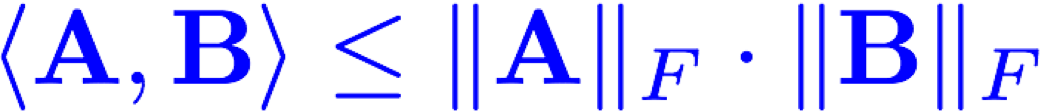 ⟨𝐀, 𝐁⟩ ≤ ‖𝐀‖_F · ‖𝐁‖_F